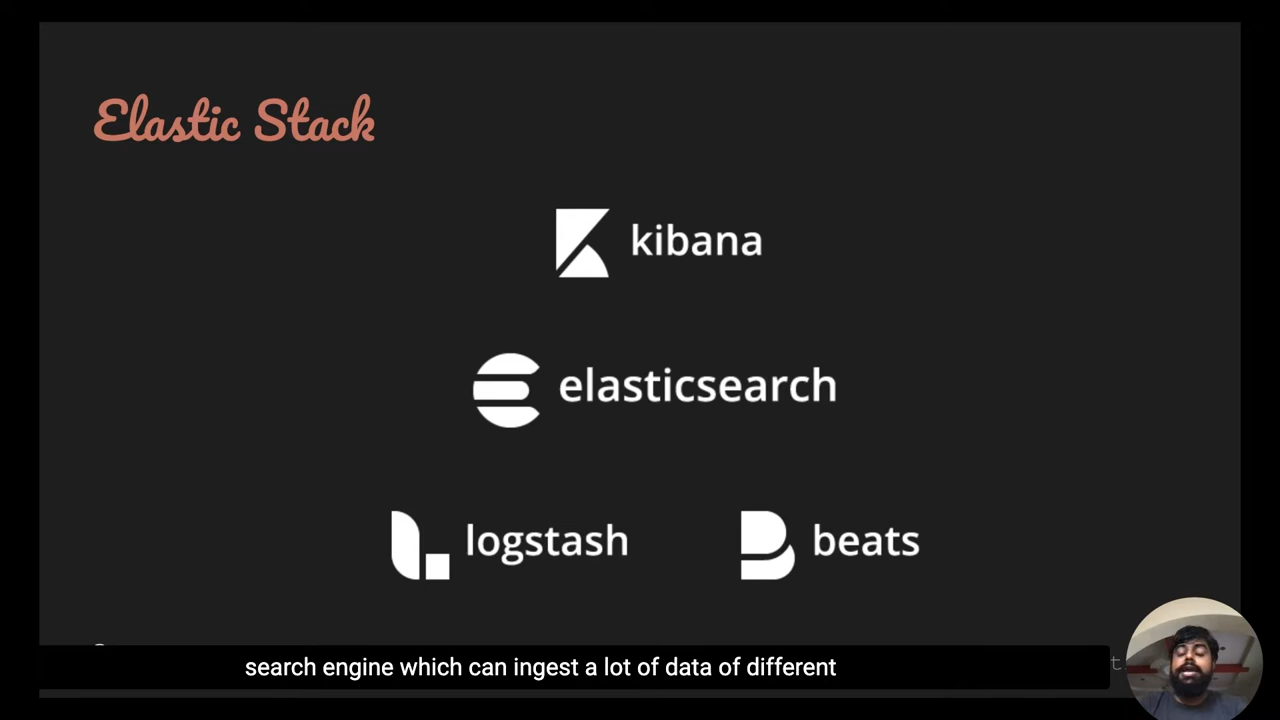 Elastic Stack
kibana
elasticsearch
logstash
beats
search engine which can ingest a lot of data of different